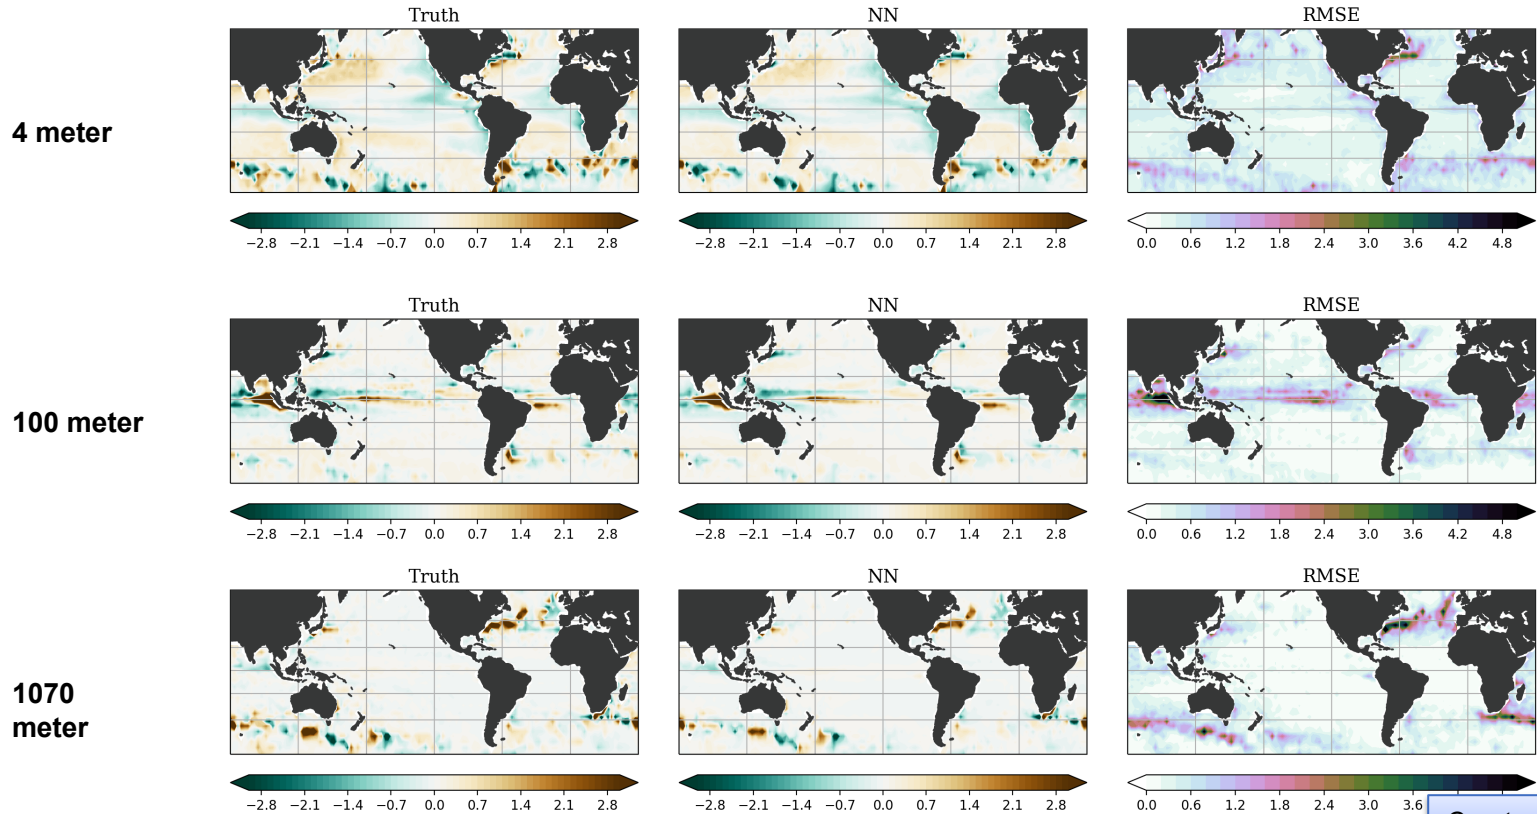 Truth NN RMSE
4 meter
−2.8 −2.1 −1.4 −0.7 0.0 0.7 1.4 2.1 2.8 −2.8 −2.1 −1.4 −0.7 0.0 0.7 1.4 2.1 2.8 0.0 0.6 1.2 1.8 2.4 3.0 3.6 4.2 4.8
Truth NN RMSE
100 meter
−2.8 −2.1 −1.4 −0.7 0.0 0.7 1.4 2.1 2.8 −2.8 −2.1 −1.4 −0.7 0.0 0.7 1.4 2.1 2.8 0.0 0.6 1.2 1.8 2.4 3.0 3.6 4.2 4.8
Truth NN RMSE
1070
meter
−2.8 −2.1 −1.4 −0.7 0.0 0.7 1.4 2.1 2.8 −2.8 −2.1 −1.4 −0.7 0.0 0.7 1.4 2.1 2.8 0.0 0.6 1.2 1.8 2.4 3.0 3.6